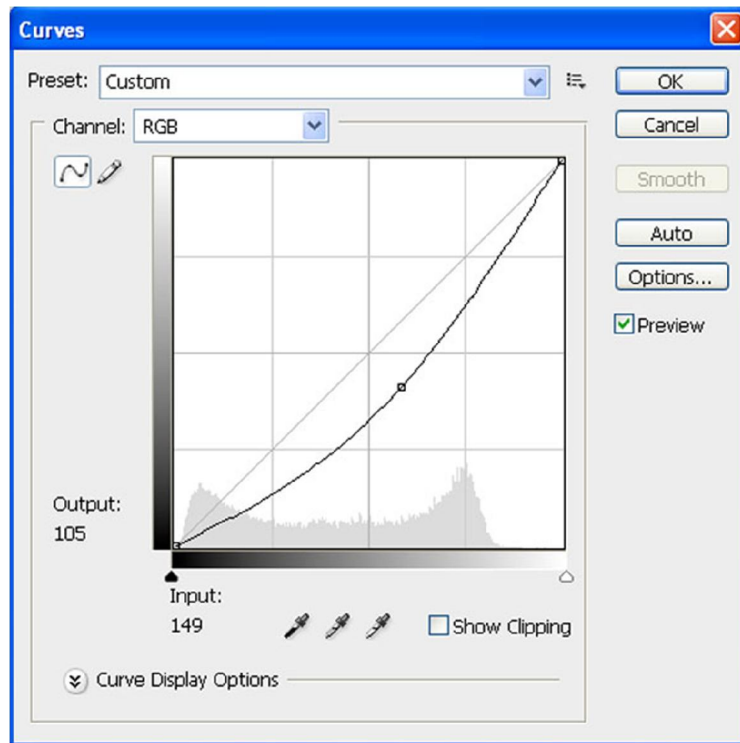 Curves
Preset: Custom
OK
Channel: RGB
Cancel
Smooth
Auto
Options...
Preview
Output:
105
Input:
149
Show Clipping
Curve Display Options